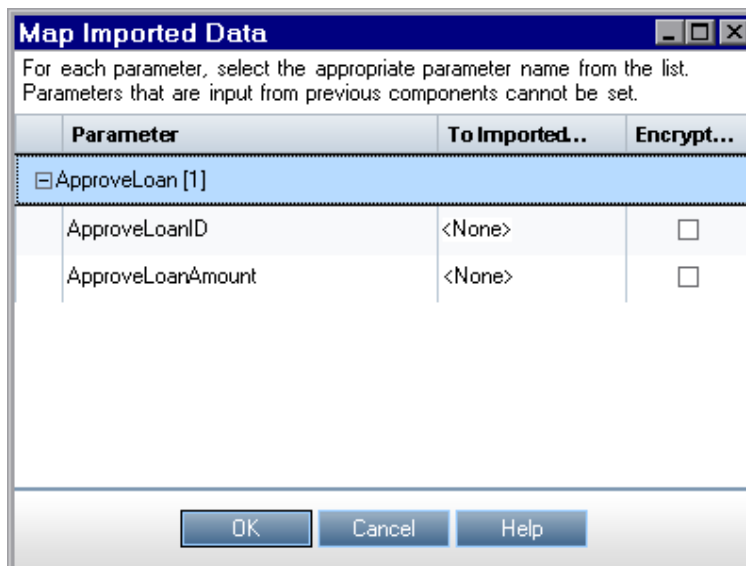 Map Imported Data
For each parameter, select the appropriate parameter name from the list.
Parameters that are input from previous components cannot be set.
Parameter To Imported... Encrypt...
ApproveLoan [1]
ApproveLoanID <None>
ApproveLoanAmount <None>
OK Cancel Help